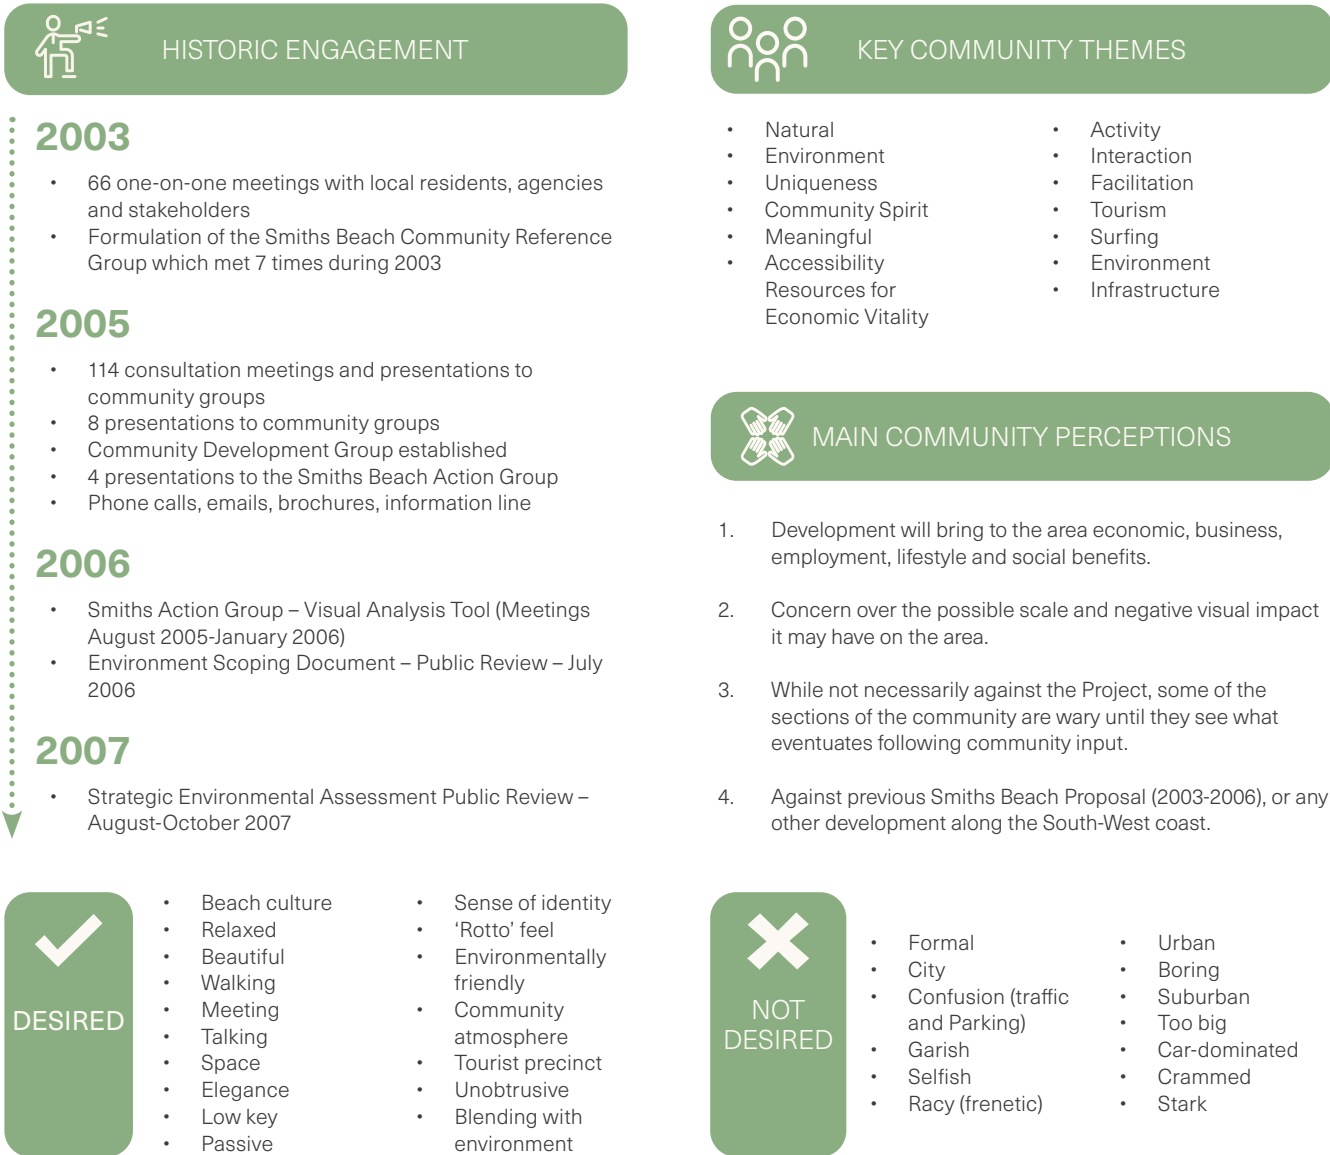 HISTORIC ENGAGEMENT
2003
• 66 one-on-one meetings with local residents, agencies
and stakeholders
• Formulation of the Smiths Beach Community Reference
Group which met 7 times during 2003
2005
• 114 consultation meetings and presentations to
community groups
• 8 presentations to community groups
• Community Development Group established
• 4 presentations to the Smiths Beach Action Group
• Phone calls, emails, brochures, information line
2006
• Smiths Action Group – Visual Analysis Tool (Meetings
August 2005-January 2006)
• Environment Scoping Document – Public Review – July
2006
2007
• Strategic Environmental Assessment Public Review –
August-October 2007
KEY COMMUNITY THEMES
• Natural
• Environment
• Uniqueness
• Community Spirit
• Meaningful
• Accessibility
Resources for
Economic Vitality
• Activity
• Interaction
• Facilitation
• Tourism
• Surfing
• Environment
• Infrastructure
MAIN COMMUNITY PERCEPTIONS
1. Development will bring to the area economic, business,
employment, lifestyle and social benefits.
2. Concern over the possible scale and negative visual impact
it may have on the area.
3. While not necessarily against the Project, some of the
sections of the community are wary until they see what
eventuates following community input.
4. Against previous Smiths Beach Proposal (2003-2006), or any
other development along the South-West coast.
DESIRED
• Beach culture
• Relaxed
• Beautiful
• Walking
• Meeting
• Talking
• Space
• Elegance
• Low key
• Passive
• Sense of identity
• ‘Rotto’ feel
• Environmentally
friendly
• Community
atmosphere
• Tourist precinct
• Unobtrusive
• Blending with
environment
NOT
DESIRED
• Formal
• City
• Confusion (traffic
and Parking)
• Garish
• Selfish
• Racy (frenetic)
• Urban
• Boring
• Suburban
• Too big
• Car-dominated
• Crammed
• Stark